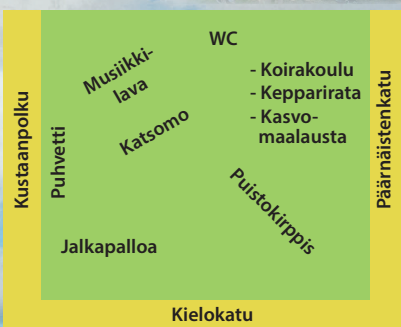 WC
Musiikki-
lava
- Koirakoulu
- Kepparirata
- Kasvo-
maalausta
Katsomo
Kustaanpolku
Puhvetti
Päärnäistenkatu
Puistokirppis
Jalkapalloa
Kielokatu